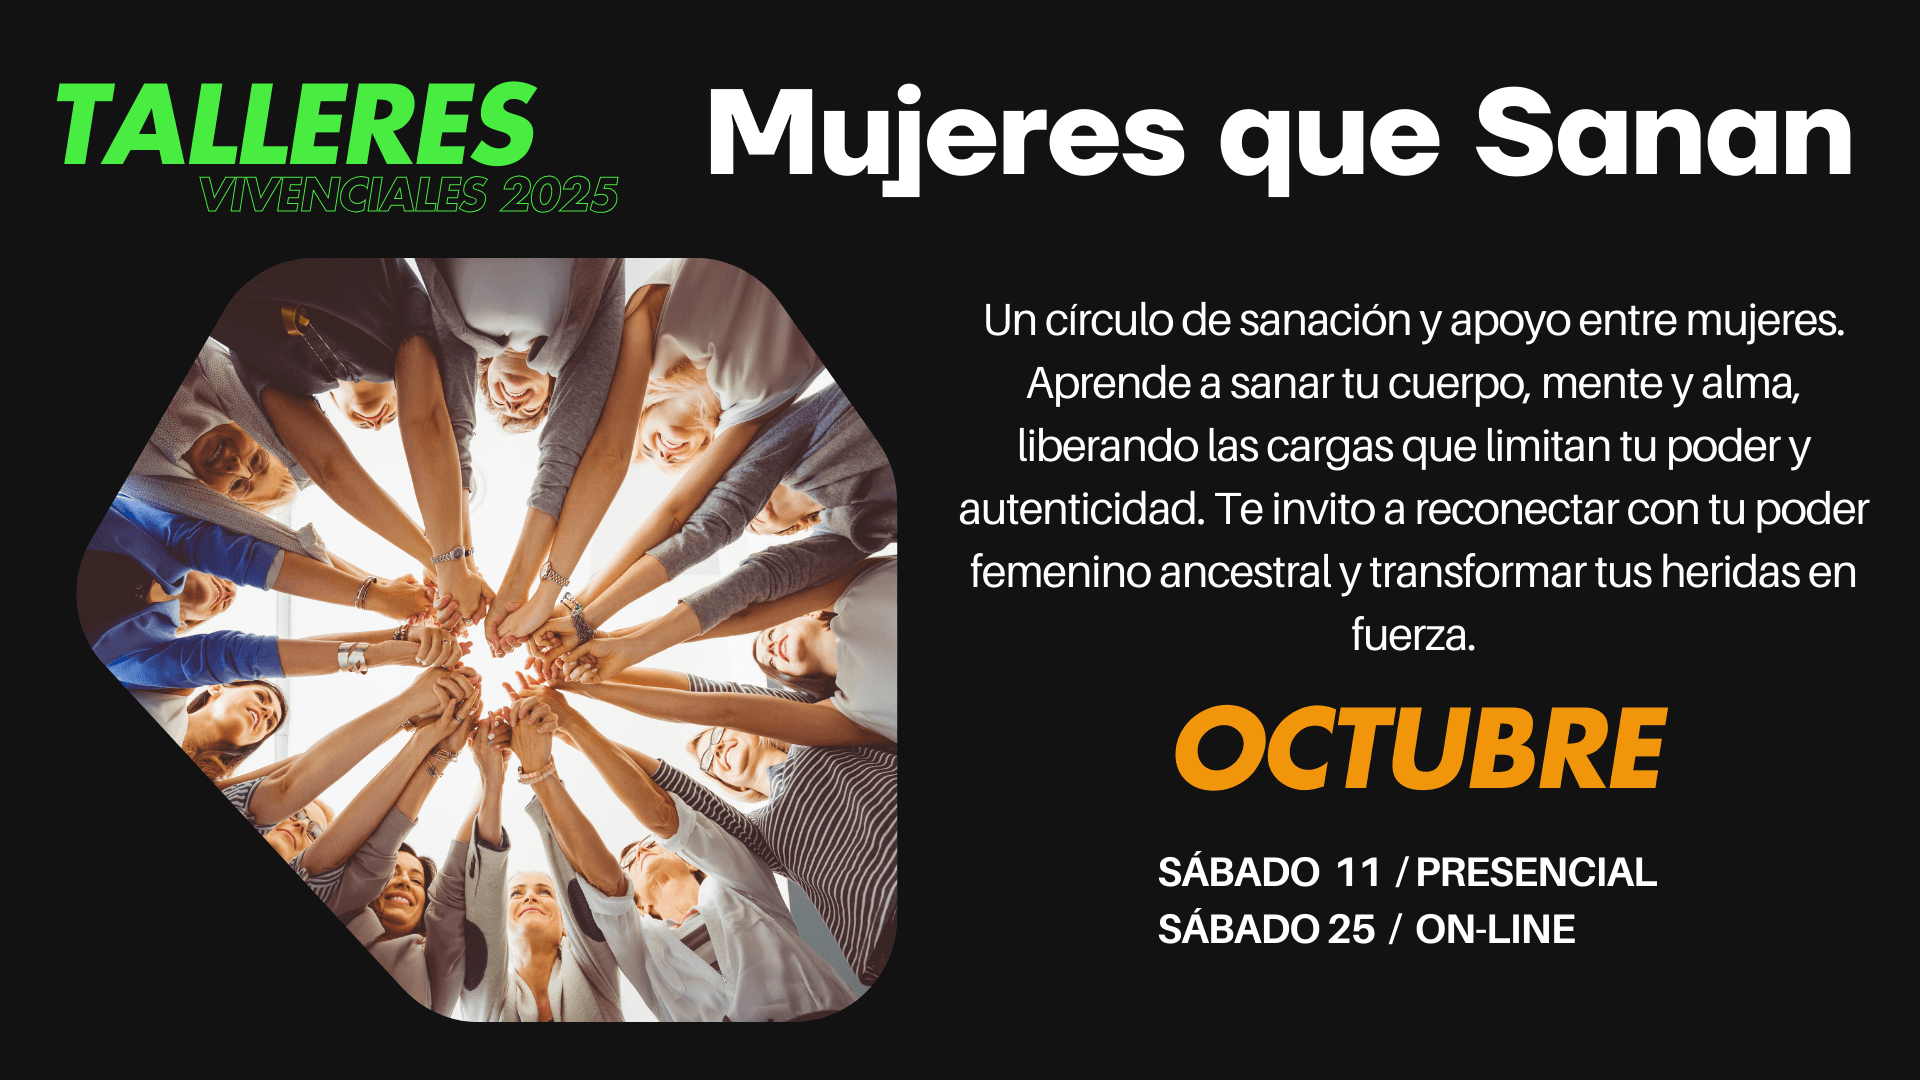 TALLERES
VIVENCIALES 2025
Mujeres que Sanan
Un círculo de sanación y apoyo entre mujeres.
Aprende a sanar tu cuerpo, mente y alma,
liberando las cargas que limitan tu poder y
autenticidad. Te invito a reconectar con tu poder
femenino ancestral y transformar tus heridas en
fuerza.
OCTUBRE
SÁBADO 11 / PRESENCIAL
SÁBADO 25 / ON-LINE